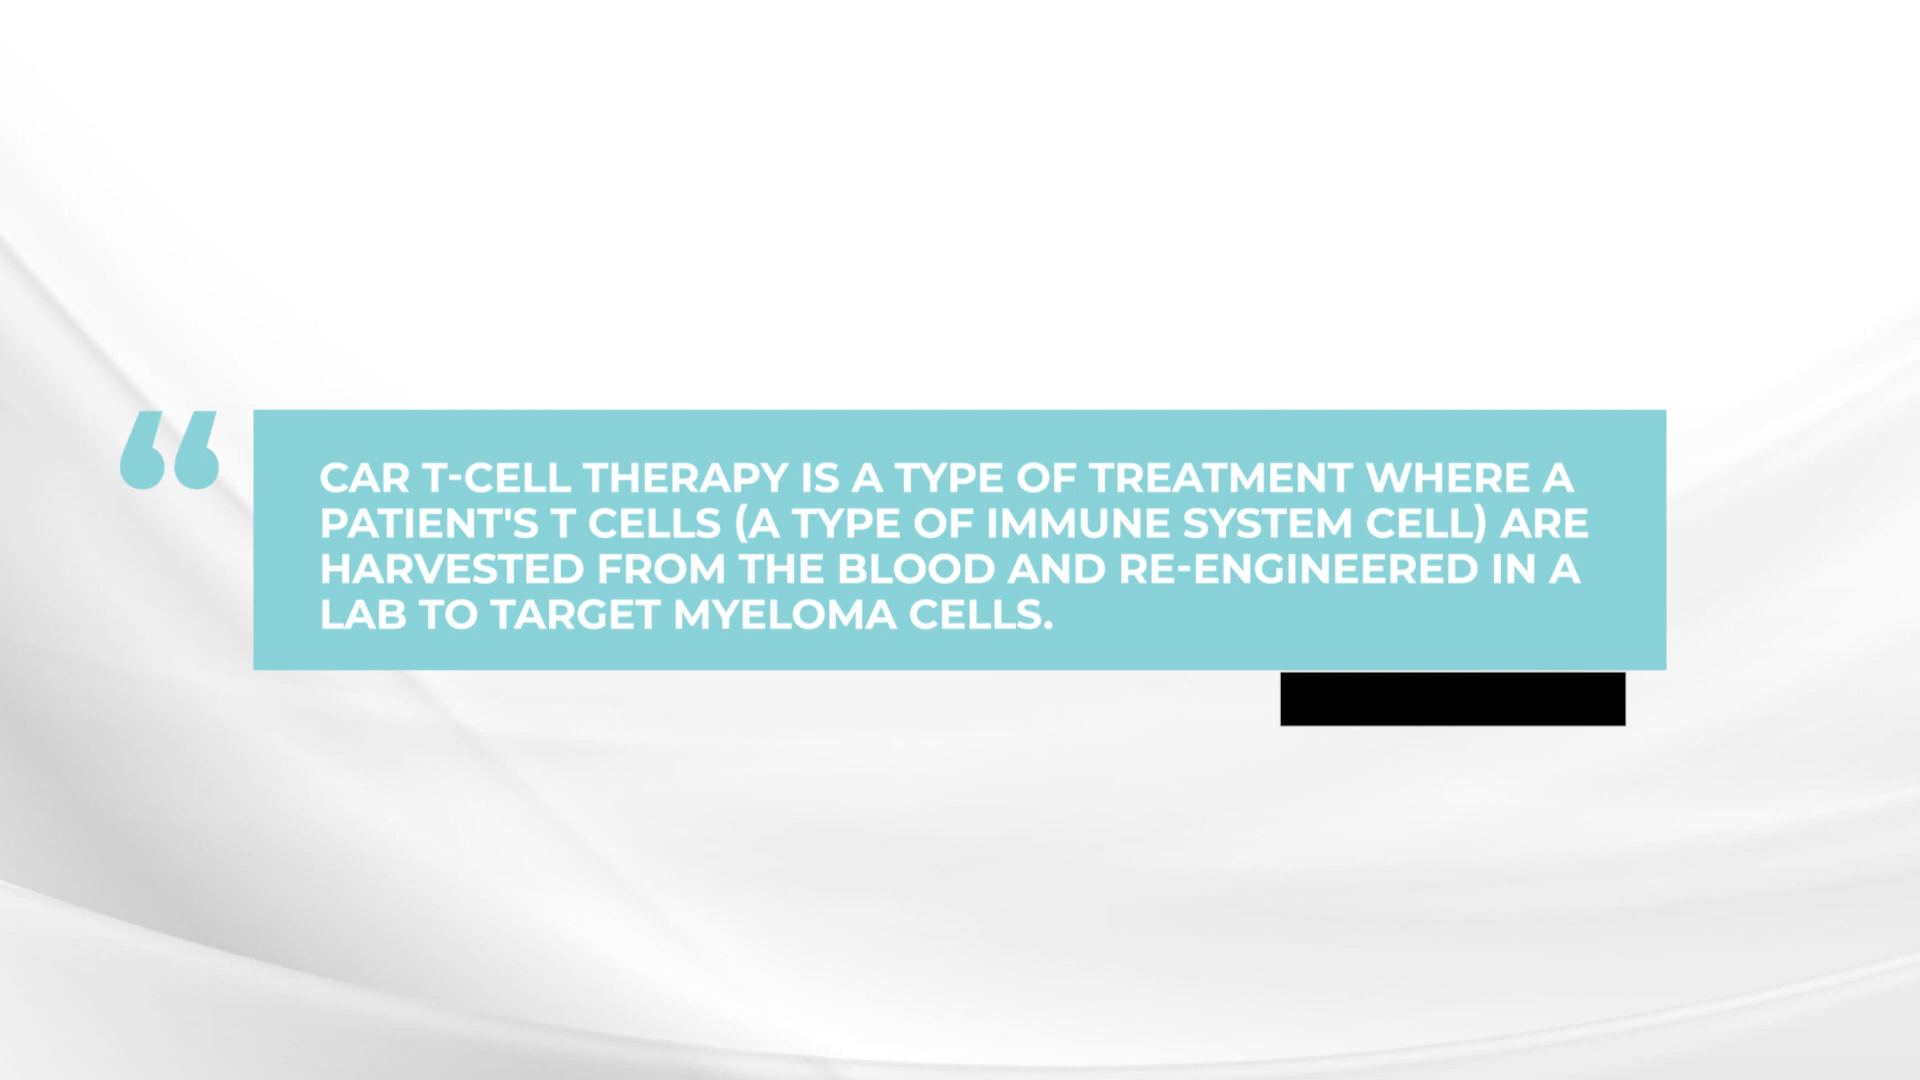 “
CAR T-CELL THERAPY IS A TYPE OF TREATMENT WHERE A
PATIENT'S T CELLS (A TYPE OF IMMUNE SYSTEM CELL) ARE
HARVESTED FROM THE BLOOD AND RE-ENGINEERED IN A
LAB TO TARGET MYELOMA CELLS.